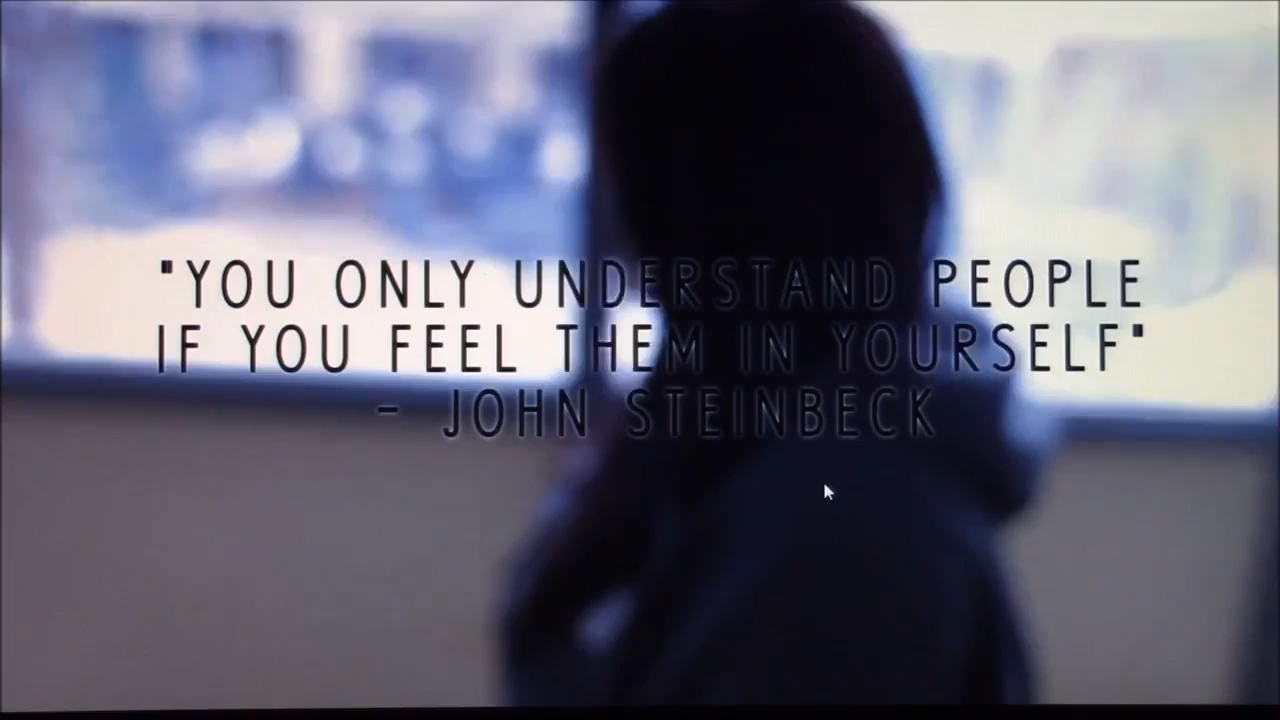 "YOU ONLY UNDERSTAND PEOPLE
IF YOU FEEL THEM IN YOURSELF"
- JOHN STEINBECK